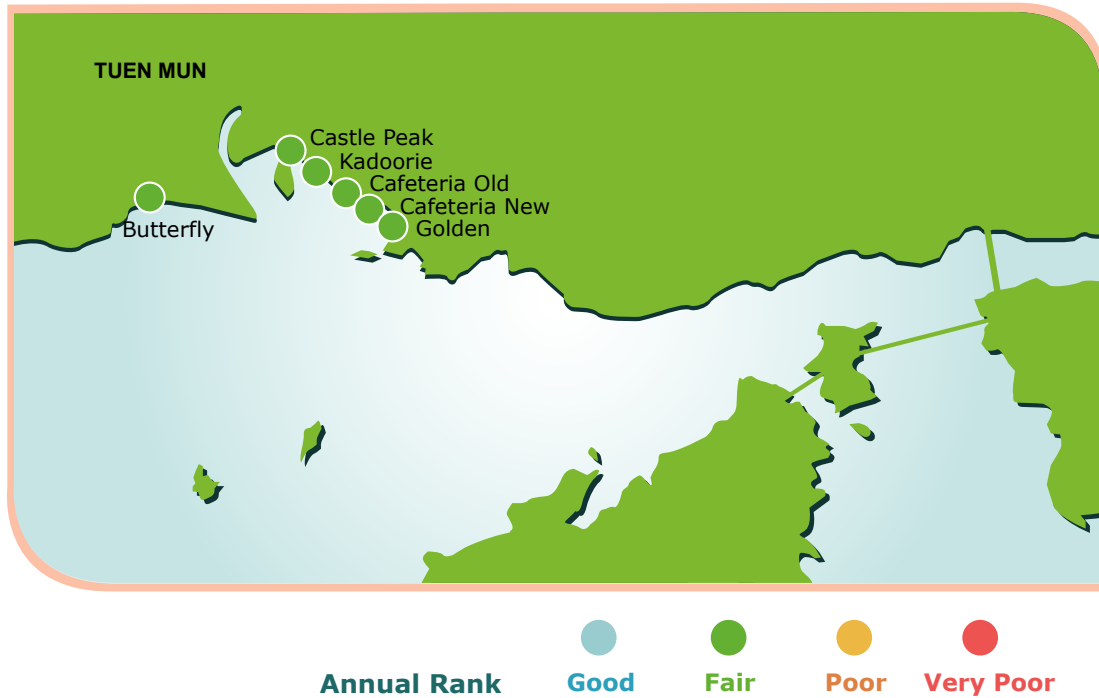 TUEN MUN
Castle Peak
Kadoorie
Cafeteria Old
Cafeteria New
Golden
Butterfly
Annual Rank
Good
Fair
Poor
Very Poor